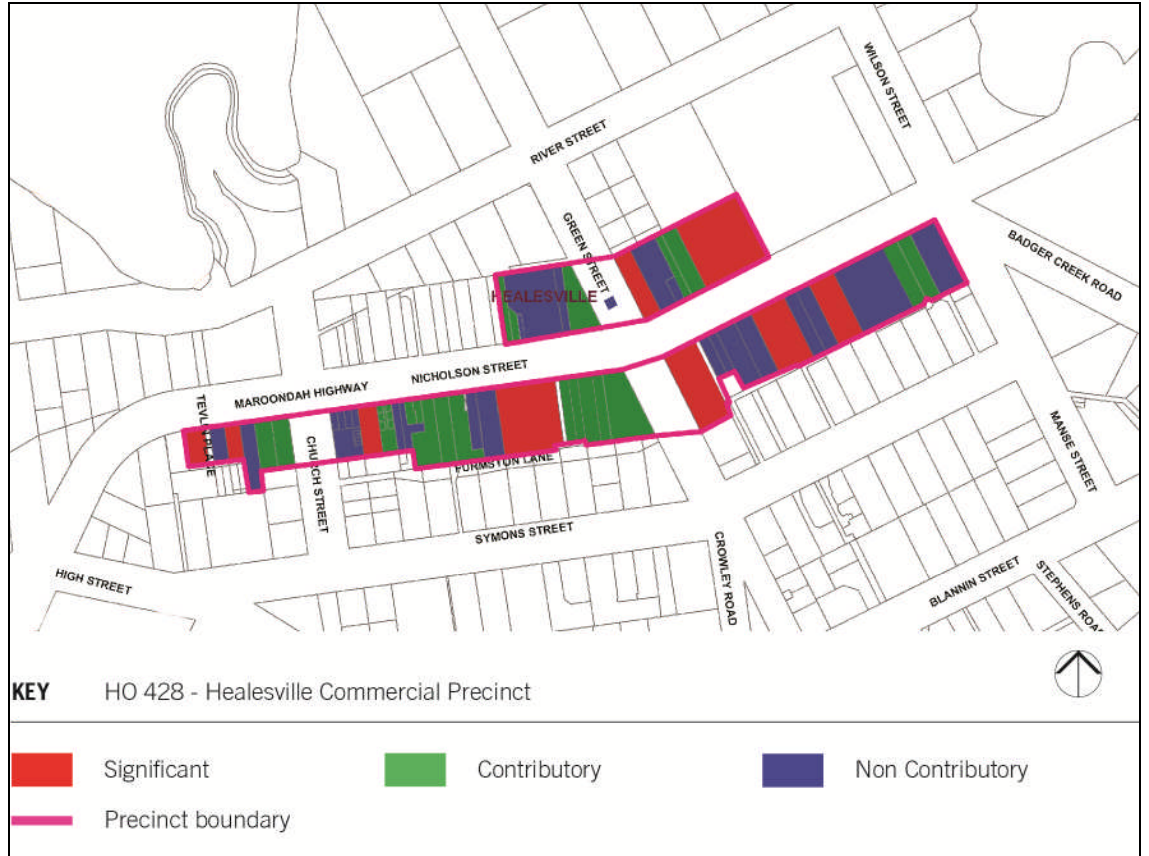 WILSON STREET
RIVER STREET
GREEN STREET
BADGER CREEK ROAD
HEALESVILLE
NICHOLSON STREET
MAROONDAH HIGHWAY
TEVLIN PLACE
CHURCH STREET
FURMSTON LANE
MANSE STREET
SYMONS STREET
CROWLEY ROAD
HIGH STREET
BLANNIN STREET
STEPHENS ROAD
KEY HO 428 - Healesville Commercial Precinct
Significant Contributory Non Contributory
Precinct boundary